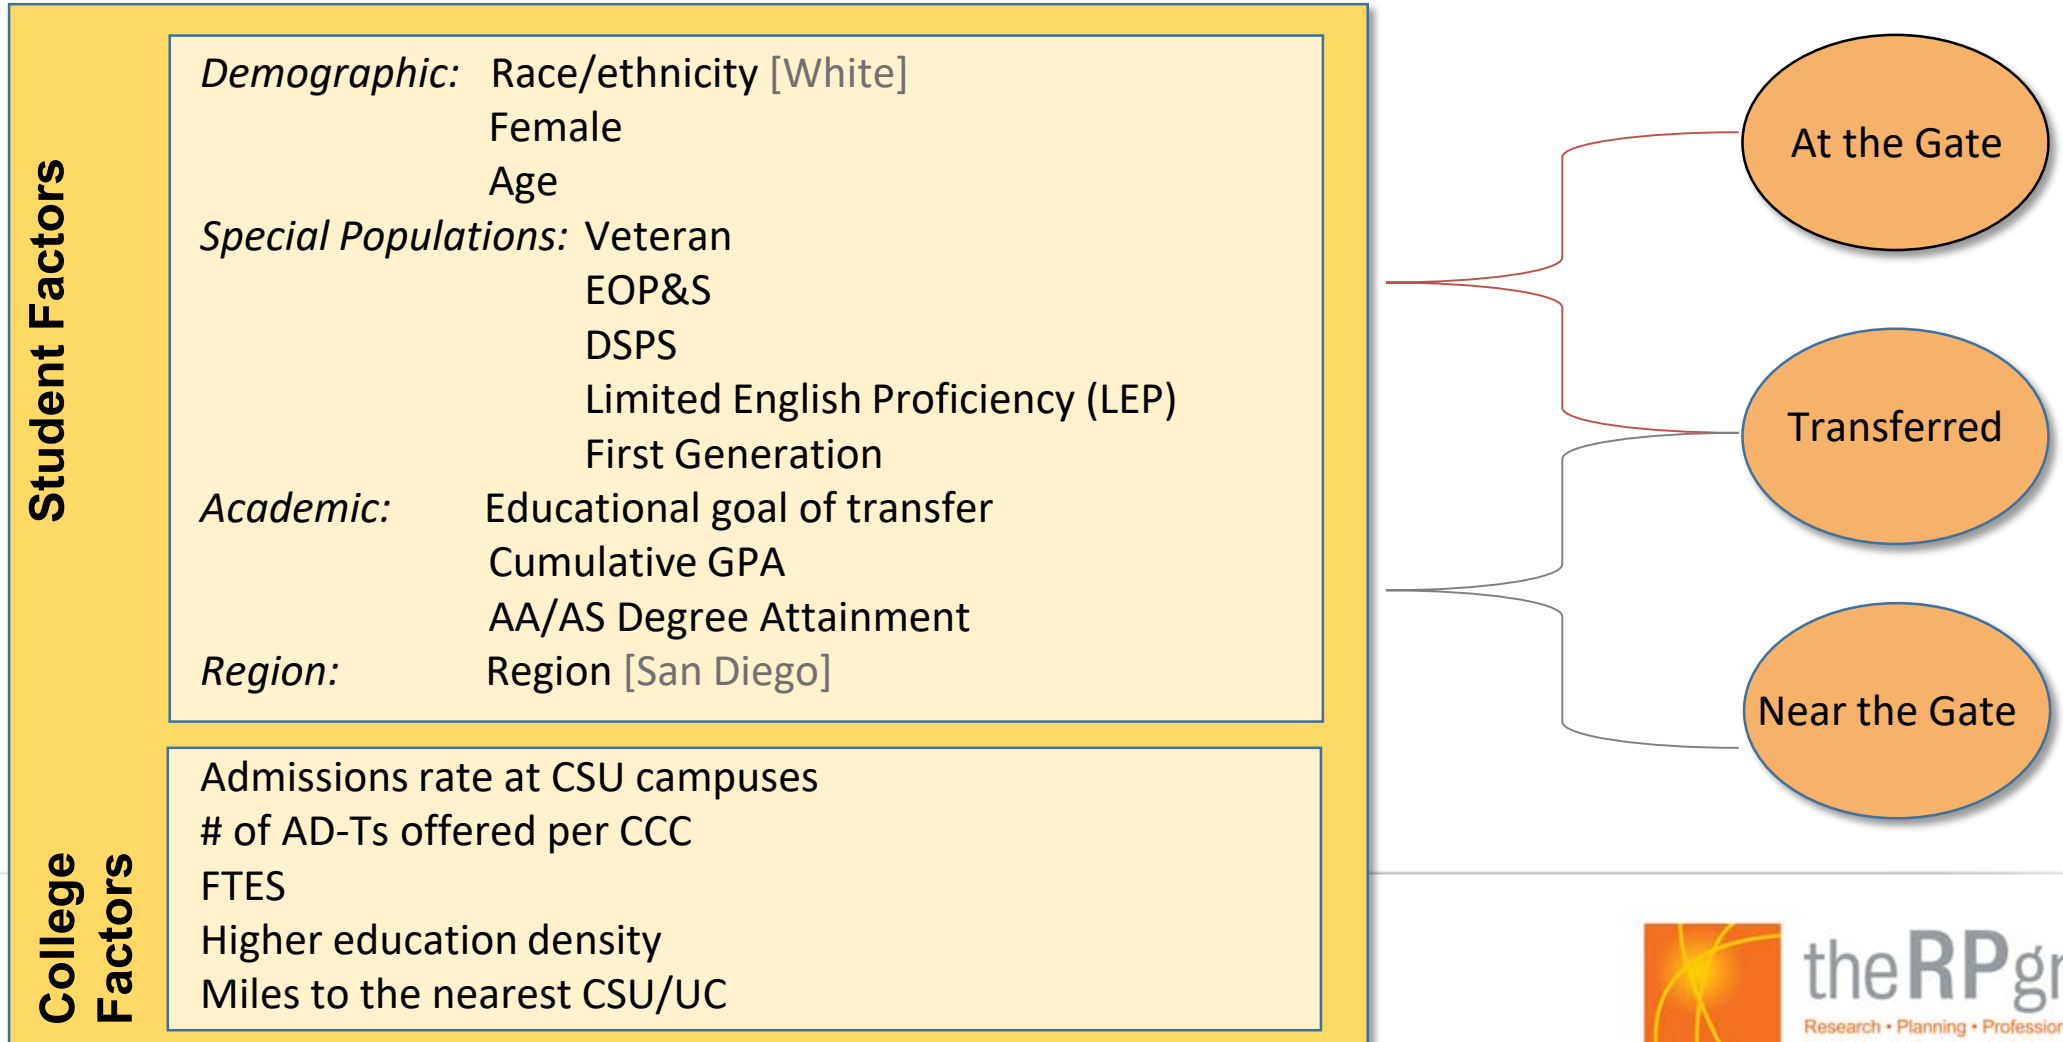 Student Factors
Demographic: Race/ethnicity [White]
Female
Age
Special Populations: Veteran
EOP&S
DSPS
Limited English Proficiency (LEP)
First Generation
Academic: Educational goal of transfer
Cumulative GPA
AA/AS Degree Attainment
Region: Region [San Diego]
College
Factors
Admissions rate at CSU campuses
# of AD-Ts offered per CCC
FTES
Higher education density
Miles to the nearest CSU/UC
At the Gate
Transferred
Near the Gate
theRPgr
Research • Planning • Profession